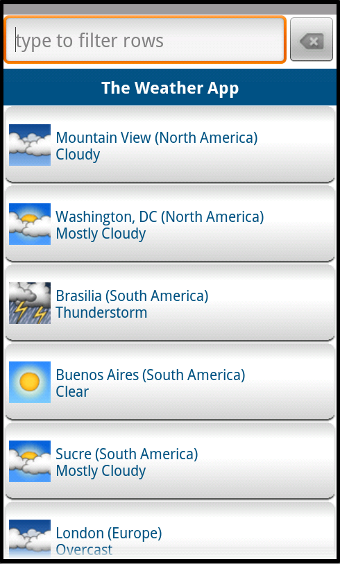 type to filter rows
The Weather App
Mountain View (North America)
Cloudy
Washington, DC (North America)
Mostly Cloudy
Brasilia (South America)
Thunderstorm
Buenos Aires (South America)
Clear
Sucre (South America)
Mostly Cloudy
London (Europe)
Overcast